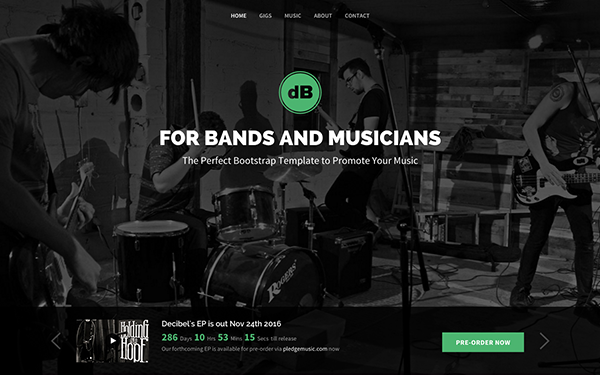 HOME GIGS MUSIC ABOUT CONTACT
dB
FOR BANDS AND MUSICIANS
The Perfect Bootstrap Template to Promote Your Music
ROGERS
Holding
Hope
Decibel's EP is out Nov 24th 2016
286 Days 10 Hrs 53 Mins 15 Secs till release
Our forthcoming EP is available for pre-order via pledgemusic.com now
PRE-ORDER NOW